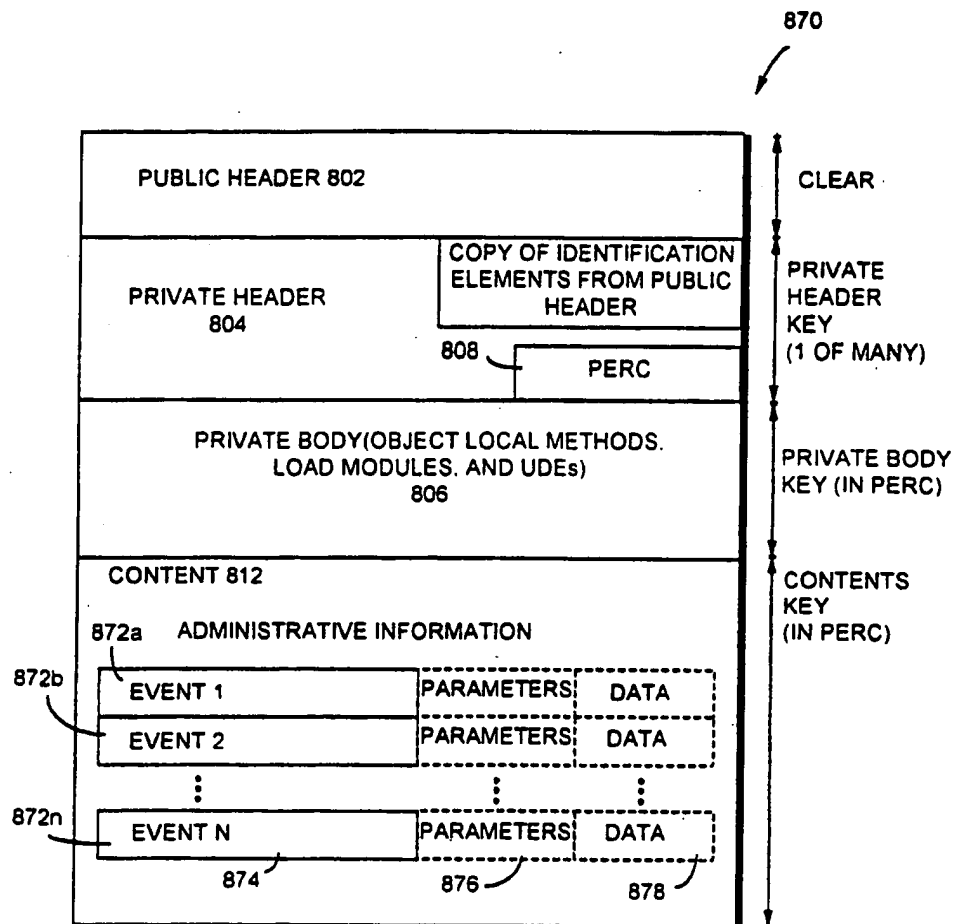 870
PUBLIC HEADER 802
CLEAR
COPY OF IDENTIFICATION
ELEMENTS FROM PUBLIC
HEADER
PRIVATE HEADER
804
808
PERC
PRIVATE
HEADER
KEY
(1 OF MANY)
PRIVATE BODY(OBJECT LOCAL METHODS.
LOAD MODULES. AND UDEs)
806
PRIVATE BODY
KEY (IN PERC)
CONTENT 812
CONTENTS
KEY
(IN PERC)
872a
ADMINISTRATIVE INFORMATION
872b
EVENT 1 PARAMETERS DATA
EVENT 2 PARAMETERS DATA
872n
EVENT N PARAMETERS DATA
874 876 878